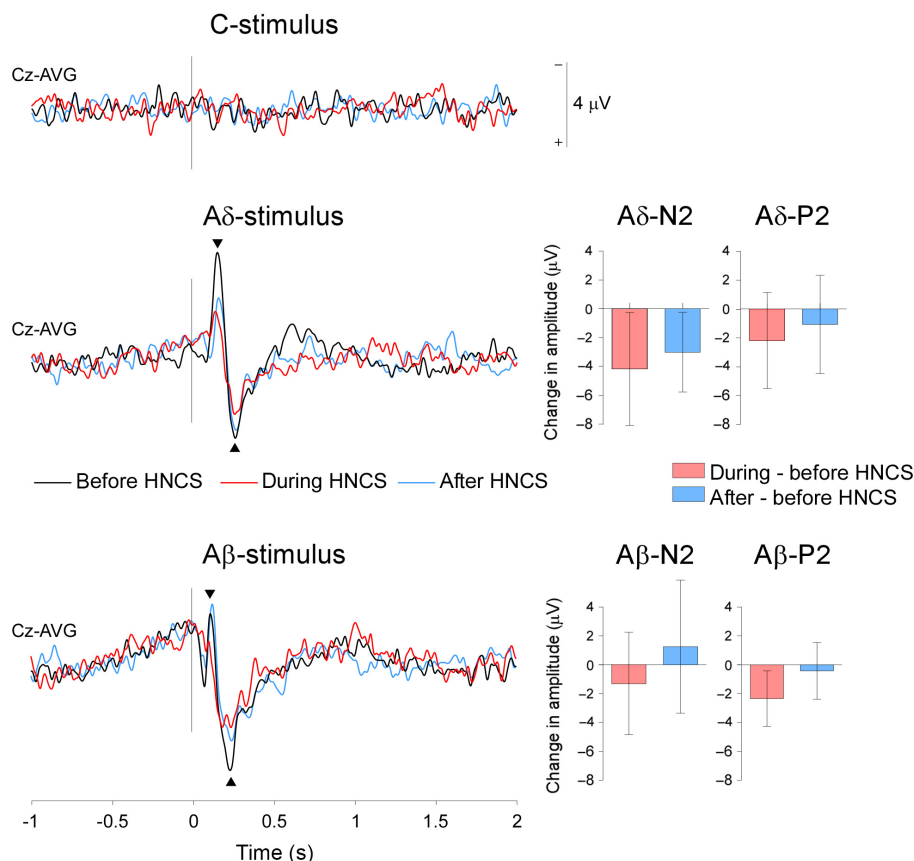 C-stimulus
Cz-AVG
−
4 μV
+
Aδ-stimulus
Cz-AVG
Aδ-N2
Aδ-P2
Change in amplitude (μV)
4
2
0
−2
−4
−6
−8
4
2
0
−2
−4
−6
−8
Before HNCS
During HNCS
After HNCS
During - before HNCS
After - before HNCS
Aβ-stimulus
Cz-AVG
Aβ-N2
Aβ-P2
Change in amplitude (μV)
4
2
0
−2
−4
−6
−8
4
2
0
−2
−4
−6
−8
-1
-0.5
0
0.5
1
1.5
2
Time (s)